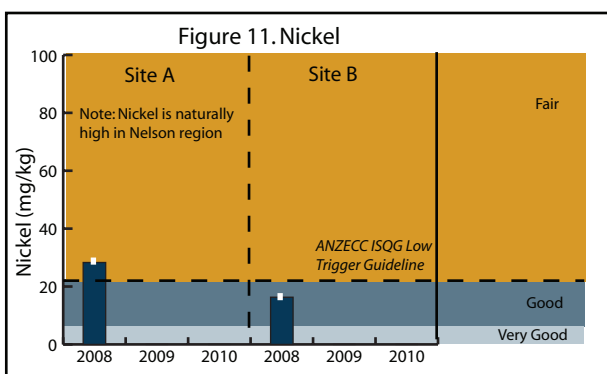 Figure 11. Nickel
Nickel (mg/kg)
100
80
60
40
20
0
Site A
Site B
Note: Nickel is naturally
high in Nelson region
ANZECC ISQG Low
Trigger Guideline
Fair
Good
Very Good
2008 2009 2010 2008 2009 2010